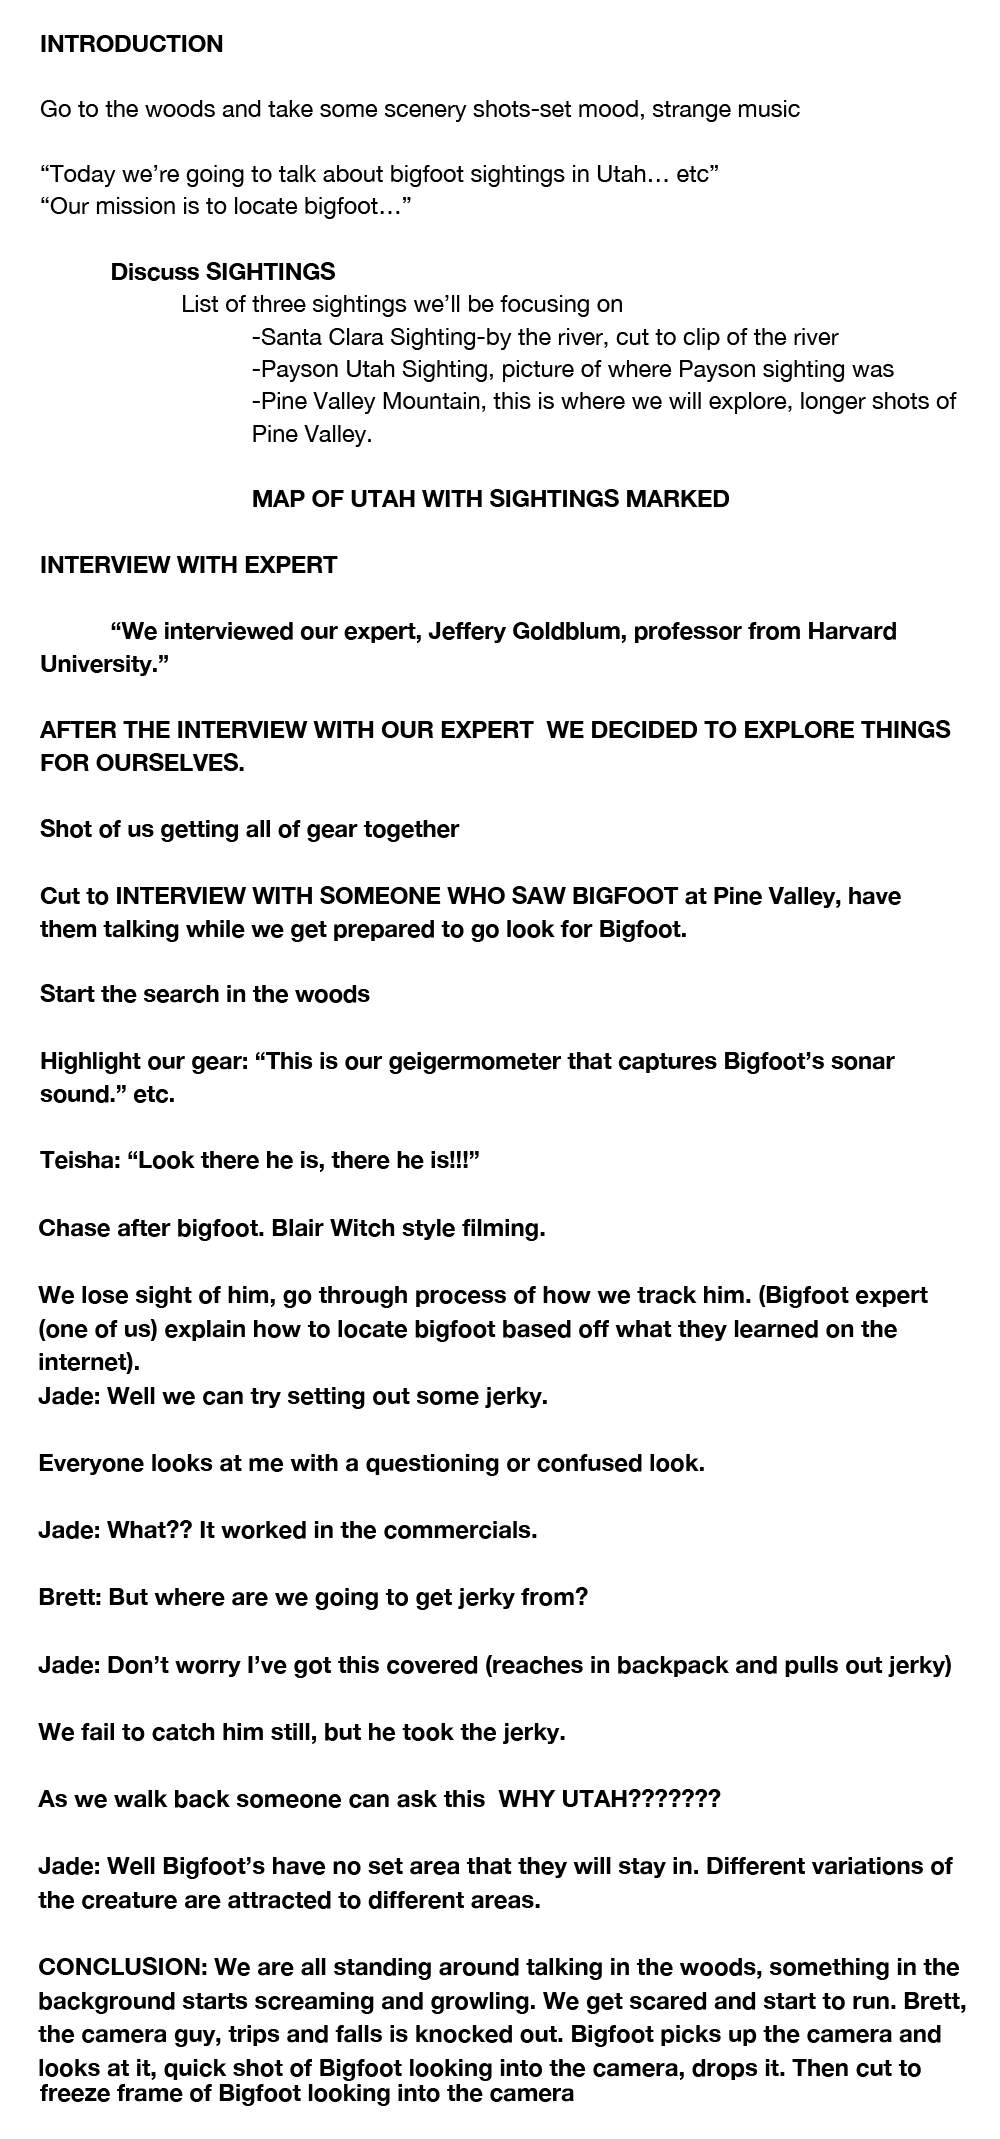 INTRODUCTION
Go to the woods and take some scenery shots-set mood, strange music
“Today we’re going to talk about bigfoot sightings in Utah… etc”
“Our mission is to locate bigfoot…”
Discuss SIGHTINGS
List of three sightings we’ll be focusing on
-Santa Clara Sighting-by the river, cut to clip of the river
-Payson Utah Sighting, picture of where Payson sighting was
-Pine Valley Mountain, this is where we will explore, longer shots of
Pine Valley.
MAP OF UTAH WITH SIGHTINGS MARKED
INTERVIEW WITH EXPERT
“We interviewed our expert, Jeffery Goldblum, professor from Harvard
University.”
AFTER THE INTERVIEW WITH OUR EXPERT  WE DECIDED TO EXPLORE THINGS
FOR OURSELVES.
Shot of us getting all of gear together
Cut to INTERVIEW WITH SOMEONE WHO SAW BIGFOOT at Pine Valley, have
them talking while we get prepared to go look for Bigfoot.
Start the search in the woods
Highlight our gear: “This is our geigermometer that captures Bigfoot’s sonar
sound.” etc.
Teisha: “Look there he is, there he is!!!”
Chase after bigfoot. Blair Witch style filming.
We lose sight of him, go through process of how we track him. (Bigfoot expert
(one of us) explain how to locate bigfoot based off what they learned on the
internet).
Jade: Well we can try setting out some jerky.
Everyone looks at me with a questioning or confused look.
Jade: What?? It worked in the commercials.
Brett: But where are we going to get jerky from?
Jade: Don’t worry I’ve got this covered (reaches in backpack and pulls out jerky)
We fail to catch him still, but he took the jerky.
As we walk back someone can ask this  WHY UTAH???????
Jade: Well Bigfoot’s have no set area that they will stay in. Different variations of
the creature are attracted to different areas.
CONCLUSION: We are all standing around talking in the woods, something in the
background starts screaming and growling. We get scared and start to run. Brett,
the camera guy, trips and falls is knocked out. Bigfoot picks up the camera and
looks at it, quick shot of Bigfoot looking into the camera, drops it. Then cut to
freeze frame of Bigfoot looking into the camera